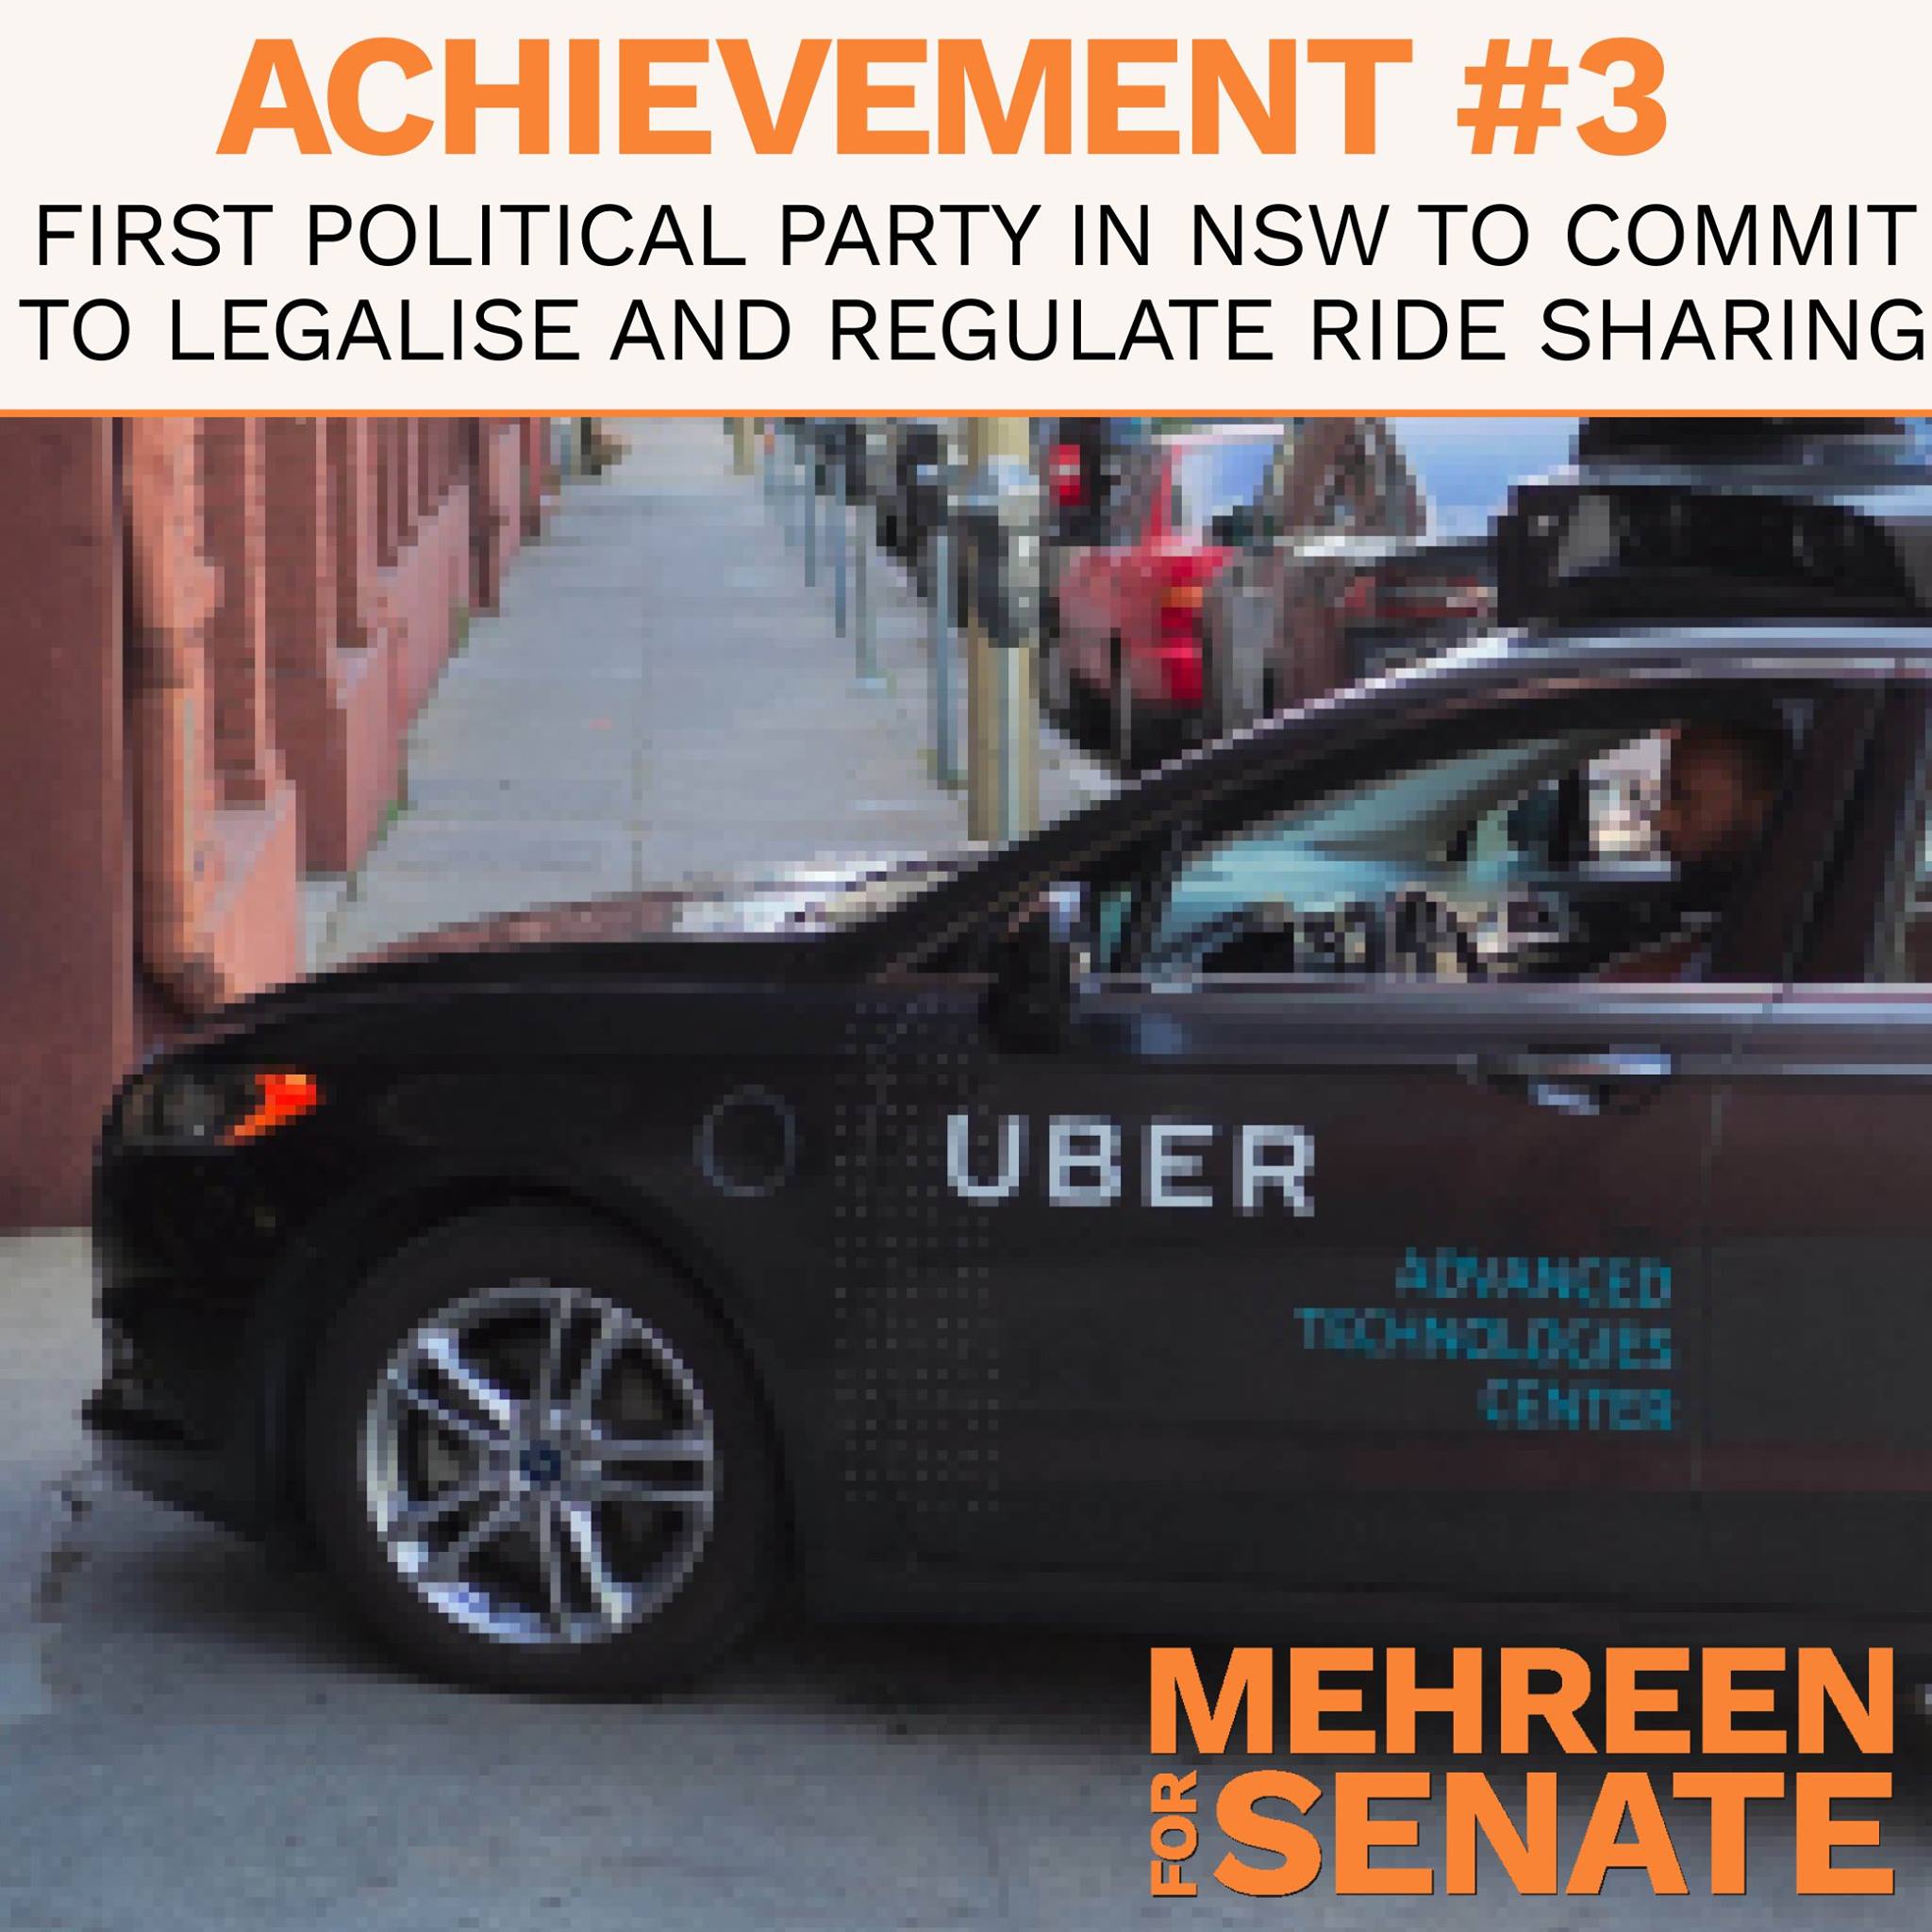 ACHIEVEMENT #3
FIRST POLITICAL PARTY IN NSW TO COMMIT
TO LEGALISE AND REGULATE RIDE SHARING
UBER
ADVANCED
TECHNOLOGIES
CENTER
MEHREEN
FOR SENATE